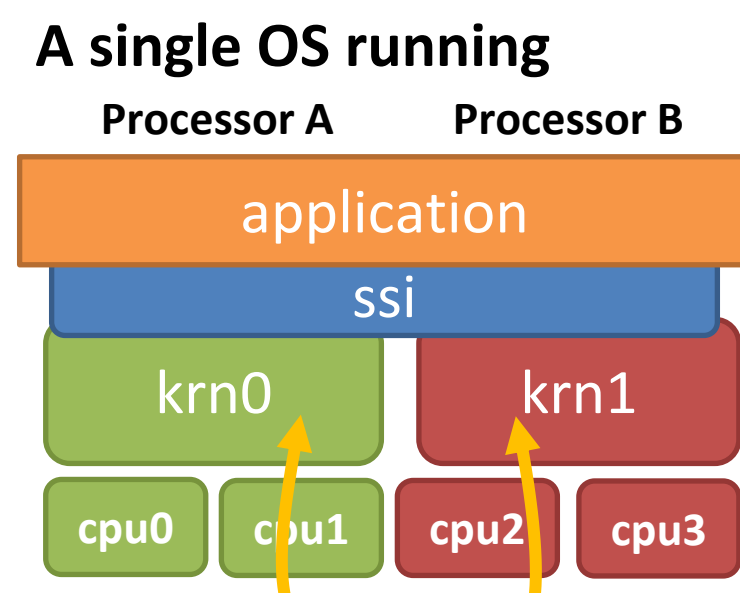 A single OS running
Processor A Processor B
application
ssi
krn0 krn1
cpu0 cpu1 cpu2 cpu3